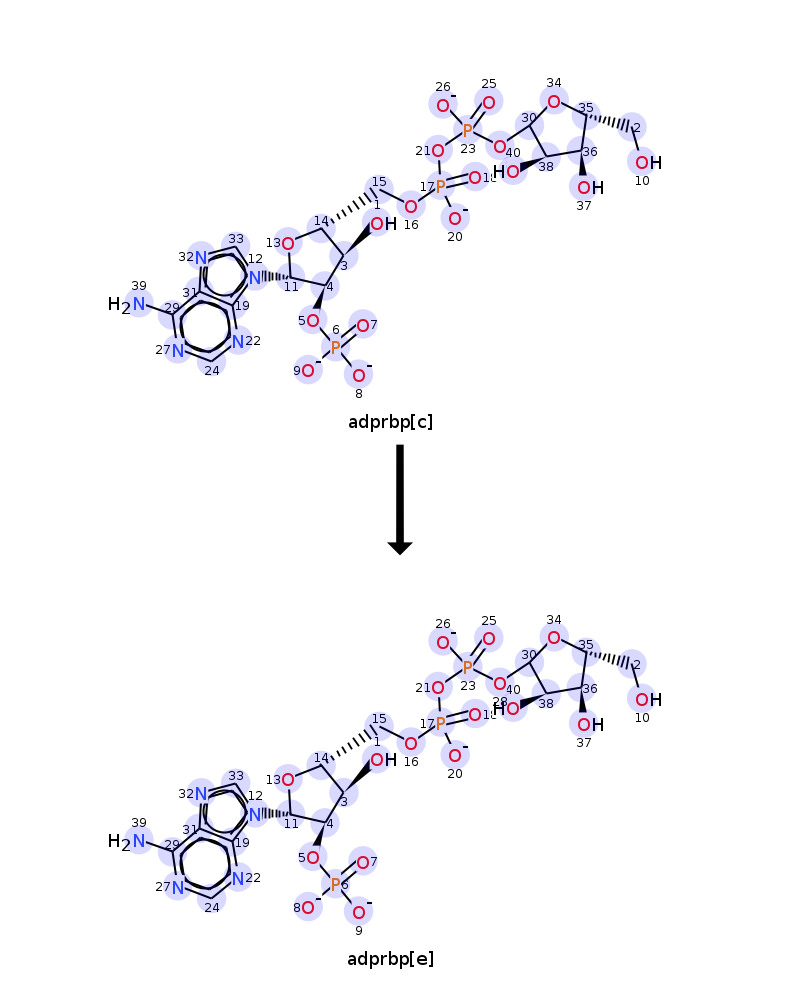 26 25 34
O⁻ O O 35
P 30 2
21 O 23 O 36 OH
40
HO 38 10
15 17 P O 18 OH
1 O O⁻ 37
14 OH 16 20
33 13 O
32 N 12 3
39 N 11 4
H₂N 31
29 19 5 O 6 O 7
27 N N 22 P
24 9 O⁻ O⁻
8
adprbp[c]
26 25 34
O⁻ O O 35
P 30 2
21 O 23 O 36 OH
40
28 HO 38 10
15 17 P O 18 OH
1 O O⁻ 37
14 OH 16 20
33 13 O
32 N 12 3
39 N 11 4
H₂N 31
29 19 5 O O 7
27 N N 22 P 6
24 8 O⁻ O⁻
9
adprbp[e]